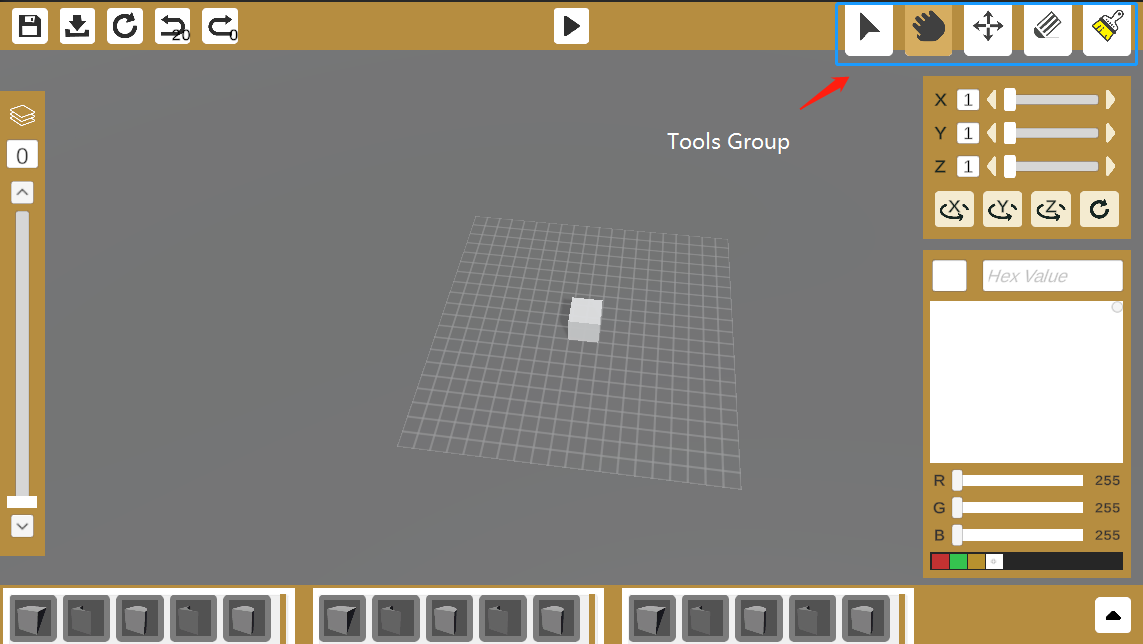 20
0
Tools Group
0
X 1
Y 1
Z 1
X Y Z
Hex Value
R 255
G 255
B 255